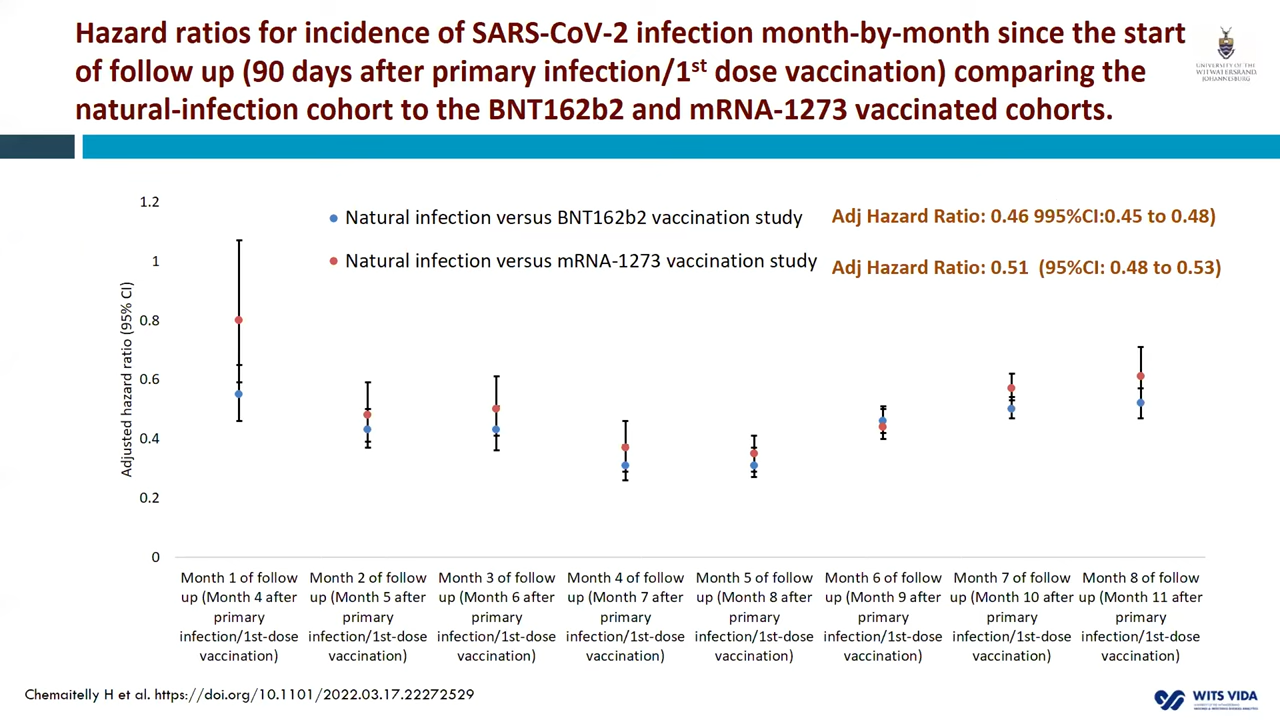 Hazard ratios for incidence of SARS-CoV-2 infection month-by-month since the start
of follow up (90 days after primary infection/1st dose vaccination) comparing the
natural-infection cohort to the BNT162b2 and mRNA-1273 vaccinated cohorts.
UNIVERSITY OF THE
WITWATERSRAND,
JOHANNESBURG
Natural infection versus BNT162b2 vaccination study
Adj Hazard Ratio: 0.46 995%CI:0.45 to 0.48)
Natural infection versus mRNA-1273 vaccination study
Adj Hazard Ratio: 0.51 (95%CI: 0.48 to 0.53)
Adjusted hazard ratio (95% CI)
1.2
1
0.8
0.6
0.4
0.2
0
Month 1 of follow
up (Month 4 after
primary
infection/1st-dose
vaccination)
Month 2 of follow
up (Month 5 after
primary
infection/1st-dose
vaccination)
Month 3 of follow
up (Month 6 after
primary
infection/1st-dose
vaccination)
Month 4 of follow
up (Month 7 after
primary
infection/1st-dose
vaccination)
Month 5 of follow
up (Month 8 after
primary
infection/1st-dose
vaccination)
Month 6 of follow
up (Month 9 after
primary
infection/1st-dose
vaccination)
Month 7 of follow
up (Month 10 after
primary
infection/1st-dose
vaccination)
Month 8 of follow
up (Month 11 after
primary
infection/1st-dose
vaccination)
Chemaitelly H et al. https://doi.org/10.1101/2022.03.17.22272529
WITS VIDA